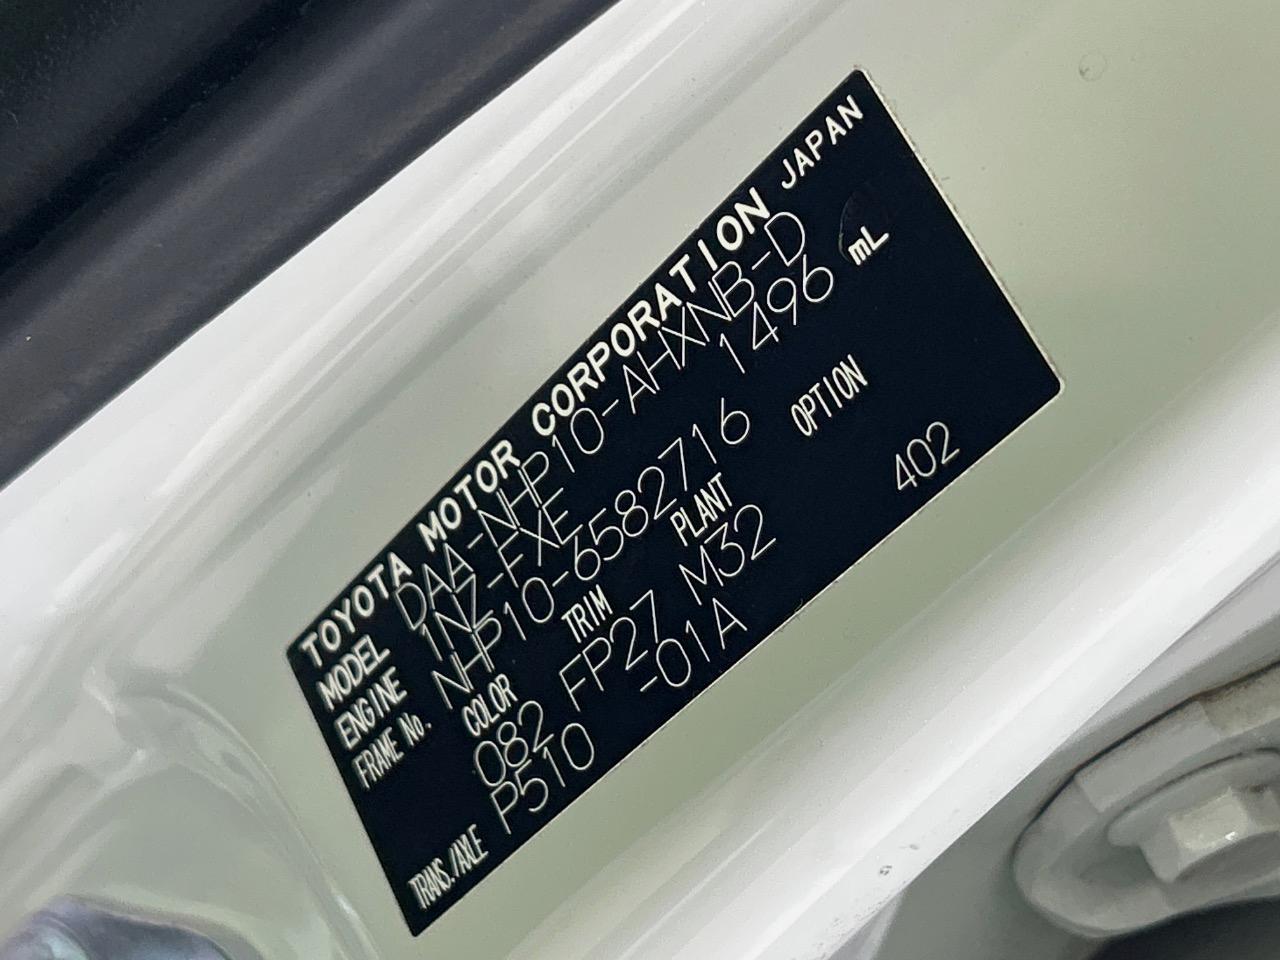 TOYOTA MOTOR CORPORATION JAPAN
MODEL DAA-NHP10-AHXNB-D
ENGINE 1NZ-FXE 1496 mL
FRAME No. NHP10-6582716
COLOR TRIM PLANT OPTION
082 FP27 M32 402
TRANS./AXLE P510 -01A